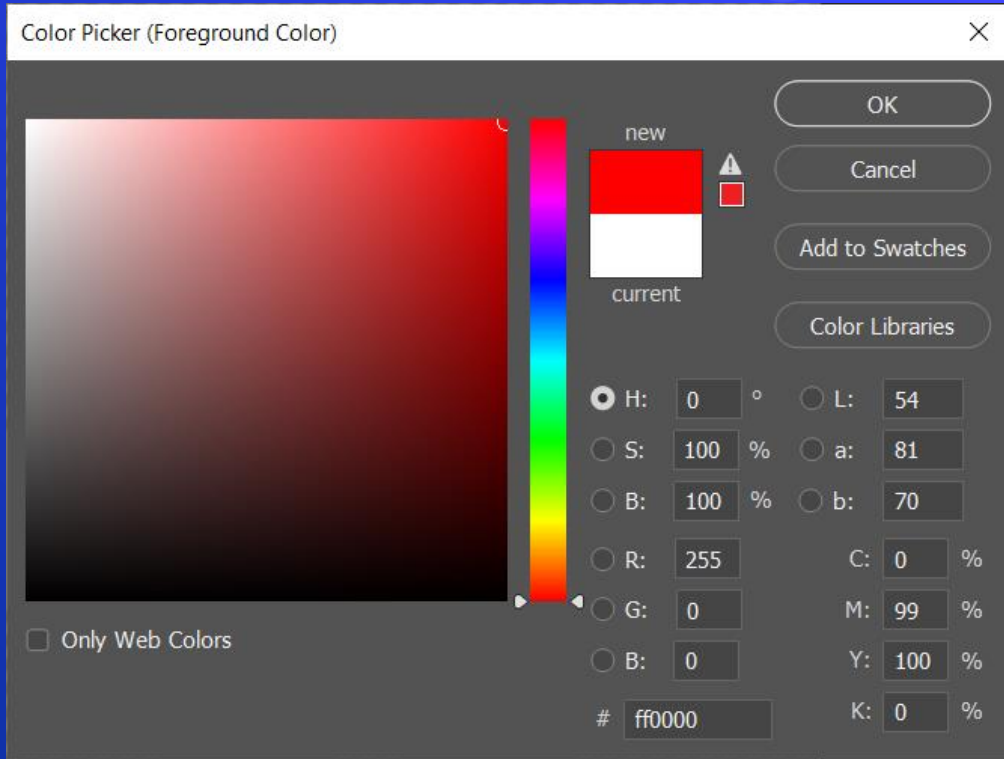 Color Picker (Foreground Color)
new
current
OK
Cancel
Add to Swatches
Color Libraries
H: 0 °
S: 100 %
B: 100 %
R: 255
G: 0
B: 0
# ff0000
L: 54
a: 81
b: 70
C: 0 %
M: 99 %
Y: 100 %
K: 0 %
Only Web Colors